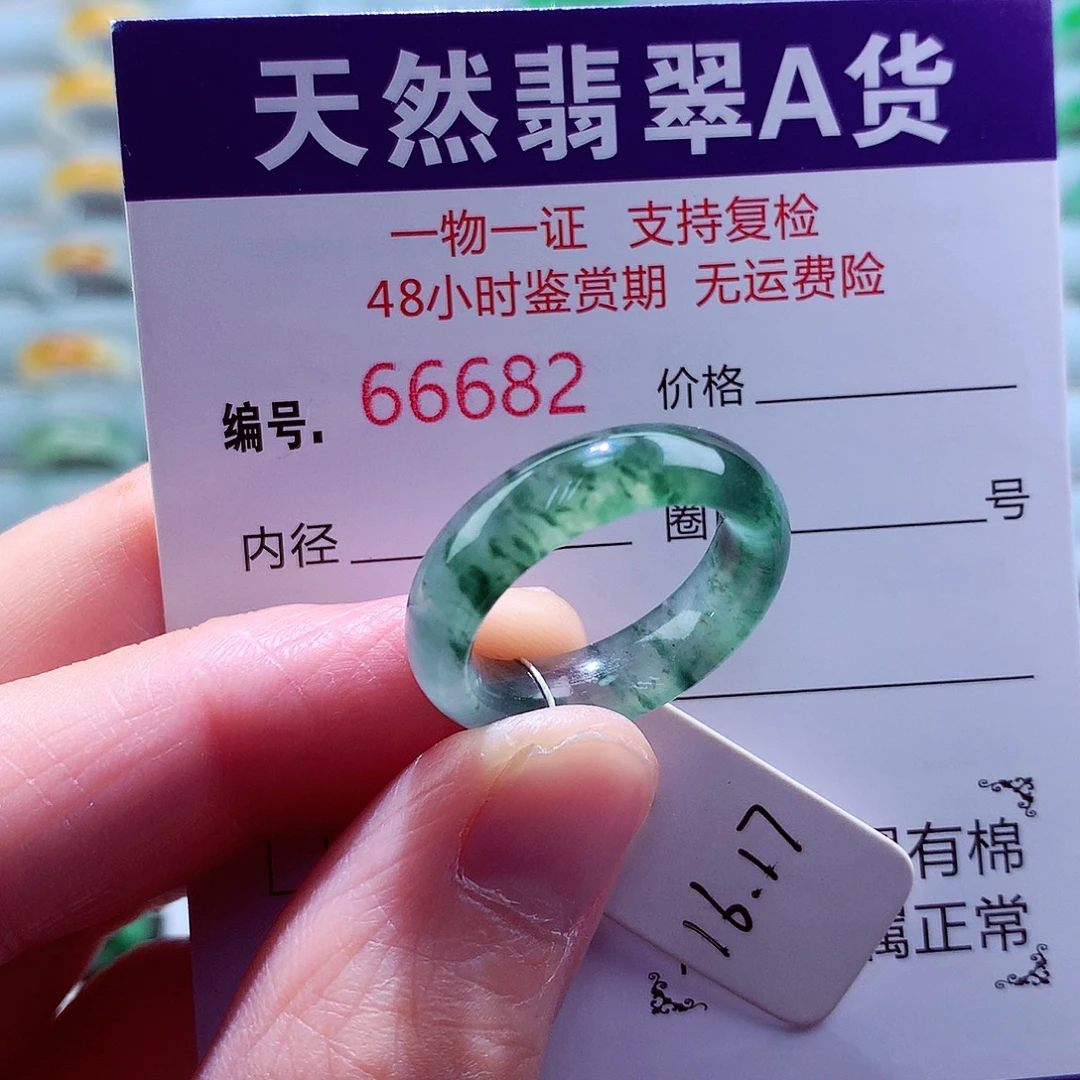 天然翡翠A货
一物一证 支持复检
48小时鉴赏期 无运费险
编号. 66682 价格
内径 圈 号
有棉
属正常
16.17